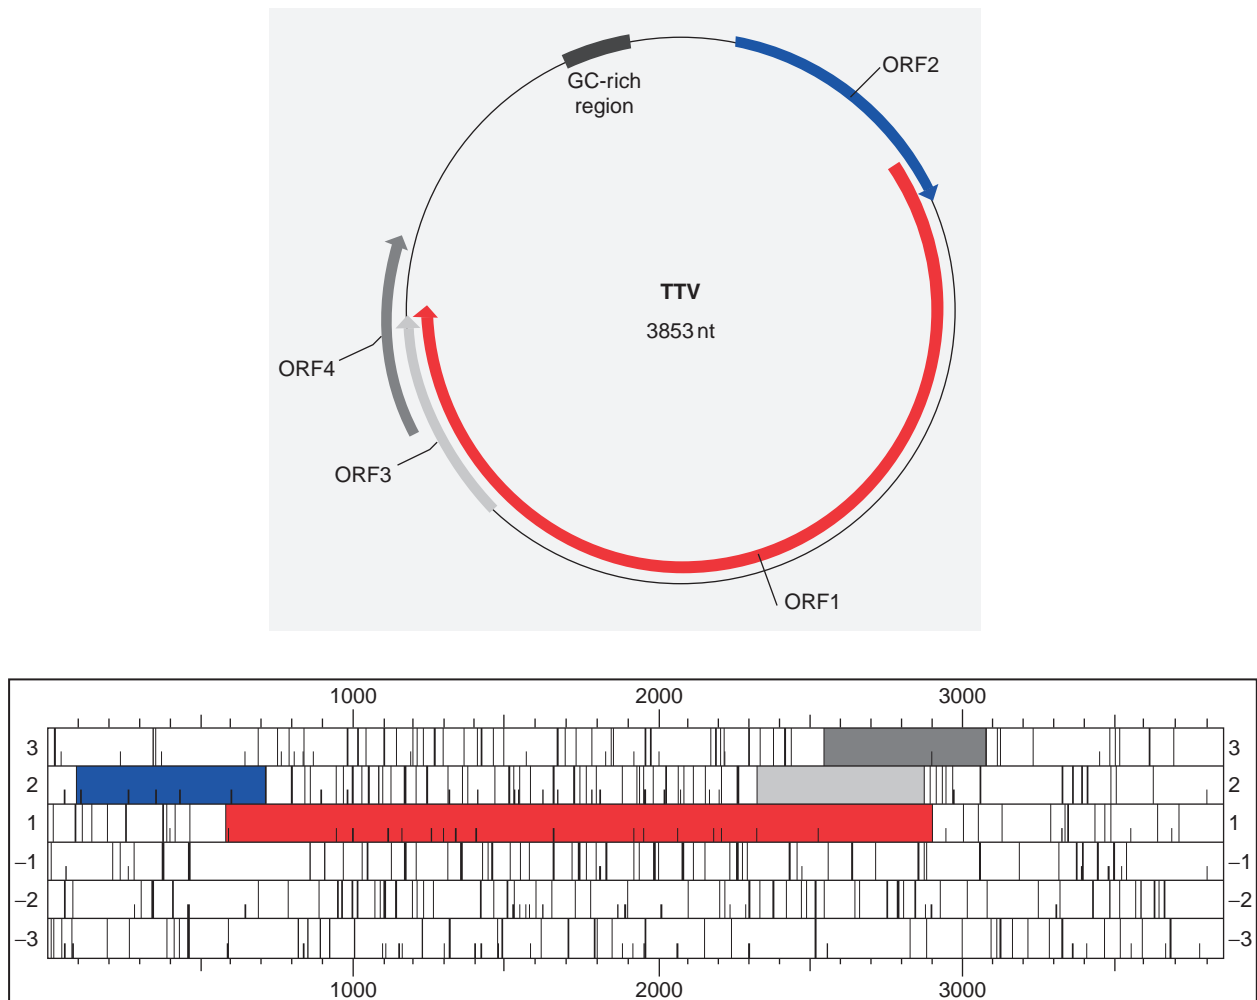 GC-rich
region
ORF2
TTV
3853 nt
ORF4
ORF3
ORF1
1000 2000 3000
3 3
2 2
1 1
–1 –1
–2 –2
–3 –3
1000 2000 3000